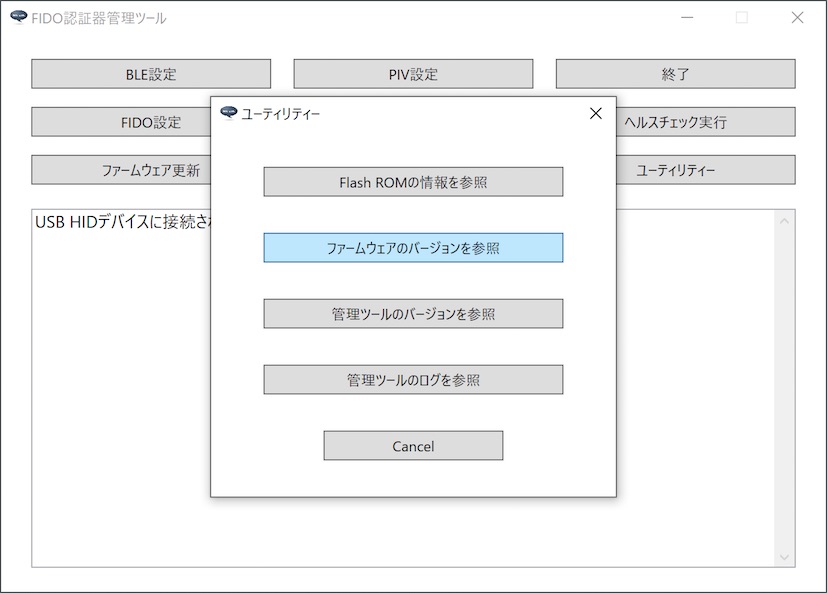 FIDO認証器管理ツール
BLE設定
PIV設定
終了
FIDO設定
ヘルスチェック実行
ファームウェア更新
ユーティリティー
USB HIDデバイスに接続さ
ユーティリティー
Flash ROMの情報を参照
ファームウェアのバージョンを参照
管理ツールのバージョンを参照
管理ツールのログを参照
Cancel